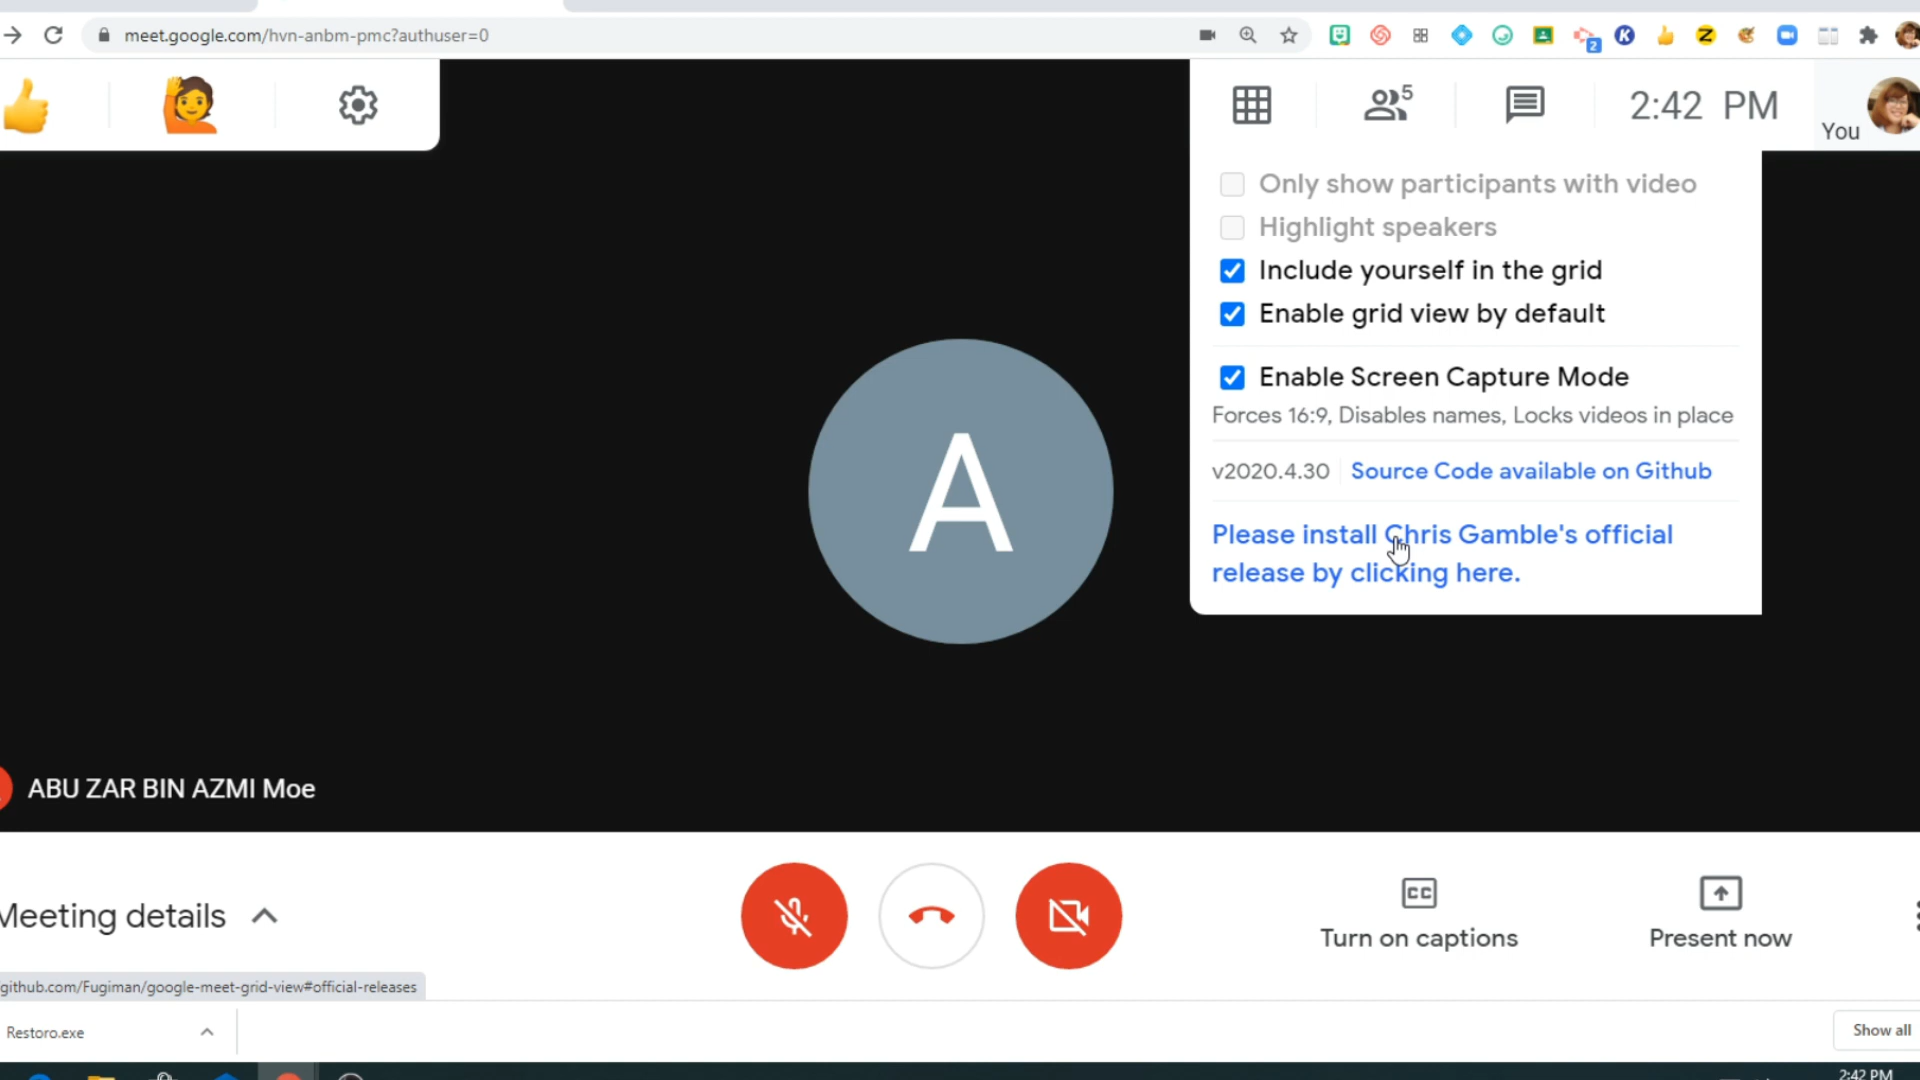 meet.google.com/hvn-anbm-pmc?authuser=0
2
5
2:42 PM
You
Only show participants with video
Highlight speakers
Include yourself in the grid
Enable grid view by default
Enable Screen Capture Mode
Forces 16:9, Disables names, Locks videos in place
v2020.4.30
Source Code available on Github
Please install Chris Gamble's official
release by clicking here.
A
ABU ZAR BIN AZMI Moe
Meeting details
CC
Turn on captions
Present now
github.com/Fugiman/google-meet-grid-view#official-releases
Restoro.exe
Show all
2:42 PM